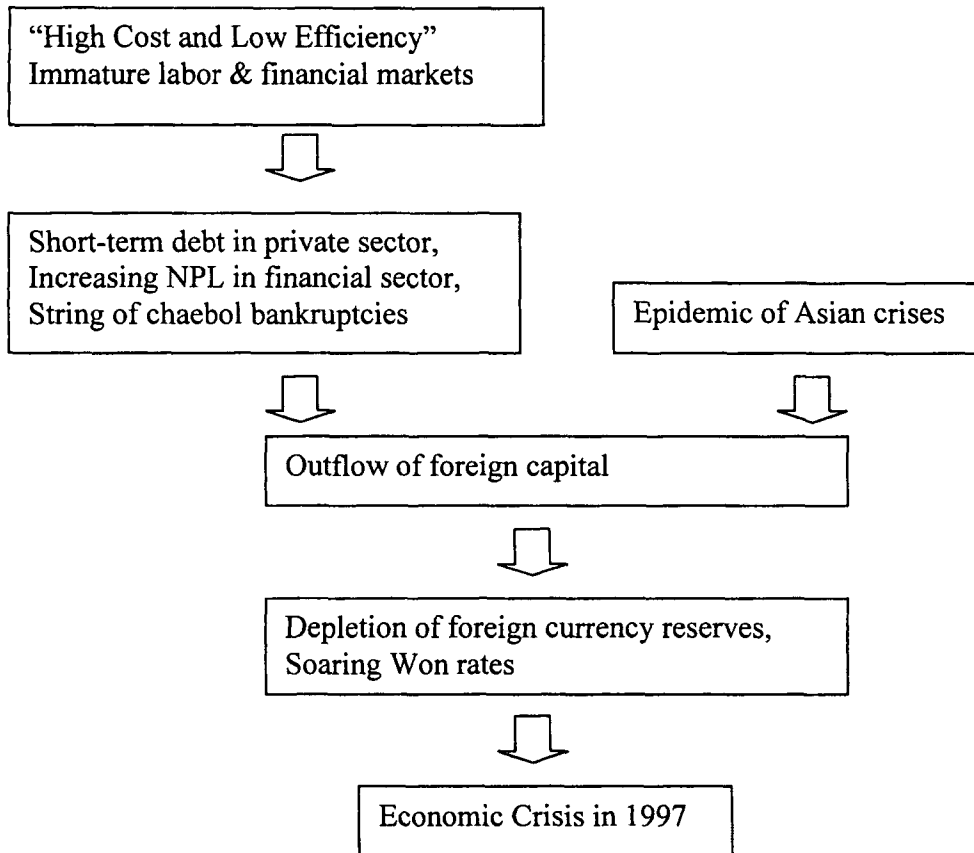 “High Cost and Low Efficiency”
Immature labor & financial markets
Short-term debt in private sector,
Increasing NPL in financial sector,
String of chaebol bankruptcies
Epidemic of Asian crises
Outflow of foreign capital
Depletion of foreign currency reserves,
Soaring Won rates
Economic Crisis in 1997